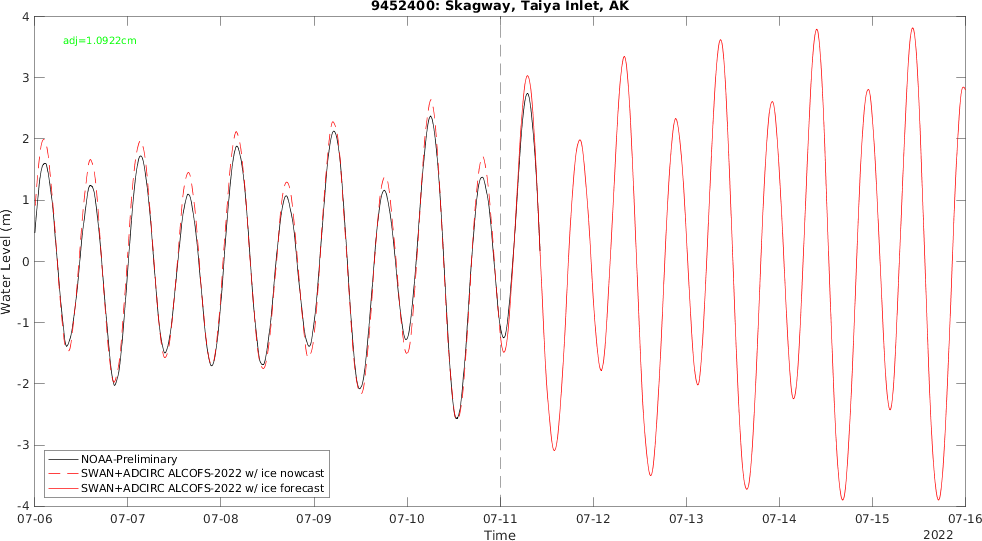 9452400: Skagway, Taiya Inlet, AK
adj=1.0922cm
4
3
2
1
0
-1
-2
-3
-4
Water Level (m)
NOAA-Preliminary
SWAN+ADCIRC ALCOFS-2022 w/ ice nowcast
SWAN+ADCIRC ALCOFS-2022 w/ ice forecast
07-06 07-07 07-08 07-09 07-10 07-11 07-12 07-13 07-14 07-15 07-16
Time
2022